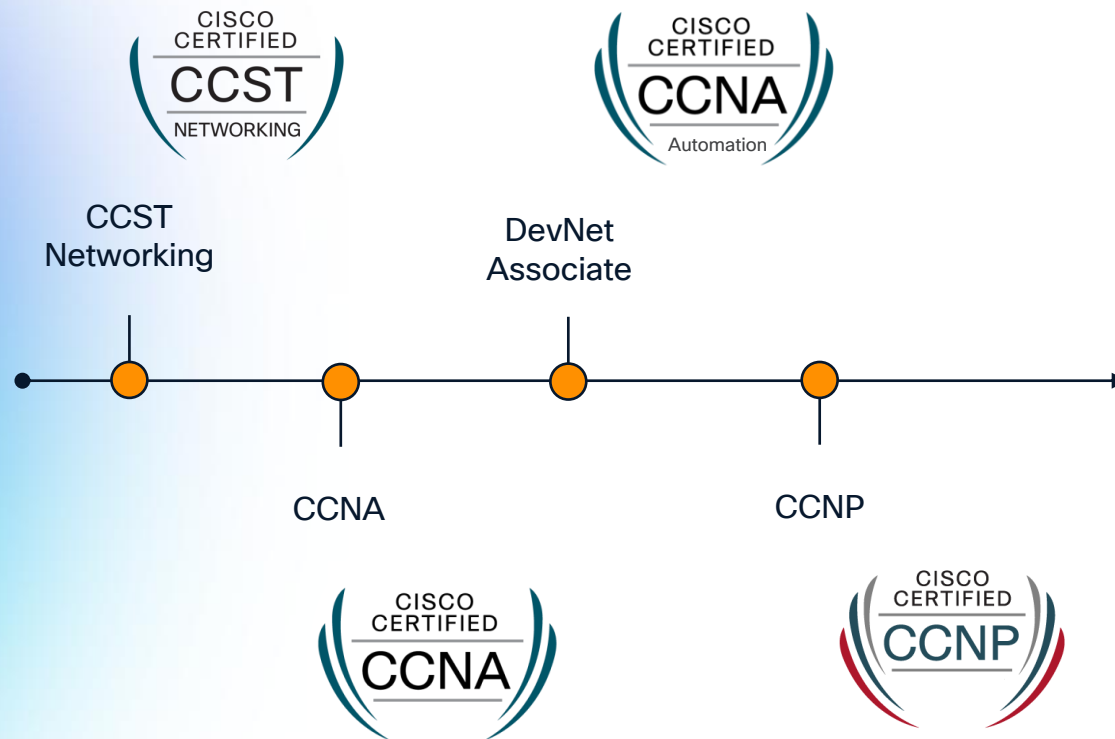 CISCO
CERTIFIED
CCST
NETWORKING
CISCO
CERTIFIED
CCNA
Automation
CCST
Networking
DevNet
Associate
CCNA
CCNP
CISCO
CERTIFIED
CCNA
CISCO
CERTIFIED
CCNP